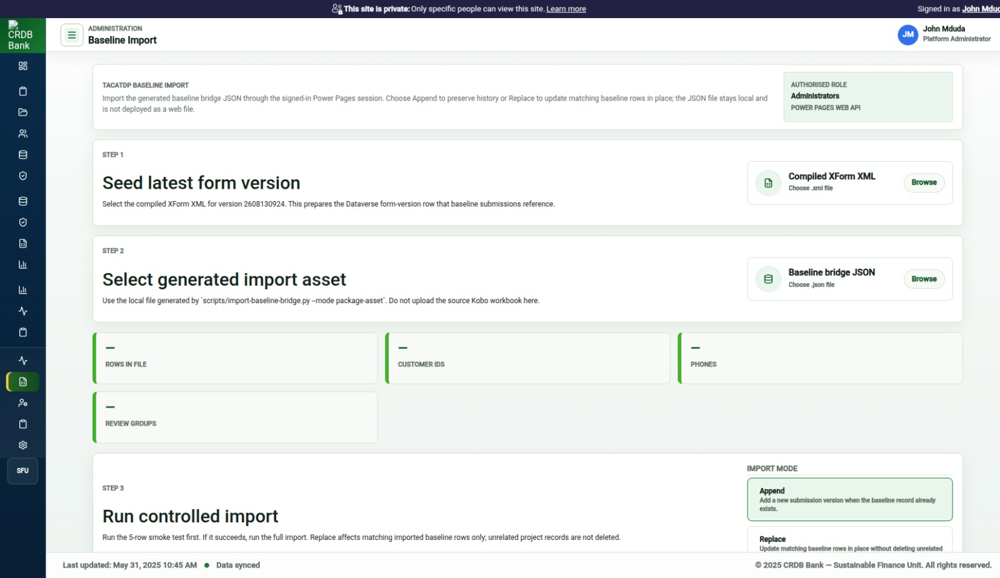 This site is private: Only specific people can view this site. Learn more
Signed in as John Mdud
CRDB
Bank
ADMINISTRATION
Baseline Import
JM
John Mduda
Platform Administrator
TACATDP BASELINE IMPORT
Import the generated baseline bridge JSON through the signed-in Power Pages session. Choose Append to preserve history or Replace to update matching baseline rows in place; the JSON file stays local and
is not deployed as a web file.
AUTHORISED ROLE
Administrators
POWER PAGES WEB API
STEP 1
Seed latest form version
Select the compiled XForm XML for version 2608130924. This prepares the Dataverse form-version row that baseline submissions reference.
Compiled XForm XML
Choose .xml file
Browse
STEP 2
Select generated import asset
Use the local file generated by `scripts/import-baseline-bridge.py --mode package-asset`. Do not upload the source Kobo workbook here.
Baseline bridge JSON
Choose .json file
Browse
—
ROWS IN FILE
—
CUSTOMER IDS
—
PHONES
—
REVIEW GROUPS
STEP 3
Run controlled import
Run the 5-row smoke test first. If it succeeds, run the full import. Replace affects matching imported baseline rows only; unrelated project records are not deleted.
IMPORT MODE
Append
Add a new submission version when the baseline record already
exists.
Replace
Update matching baseline rows in place without deleting unrelated
SFU
Last updated: May 31, 2025 10:45 AM
Data synced
© 2025 CRDB Bank — Sustainable Finance Unit. All rights reserved.